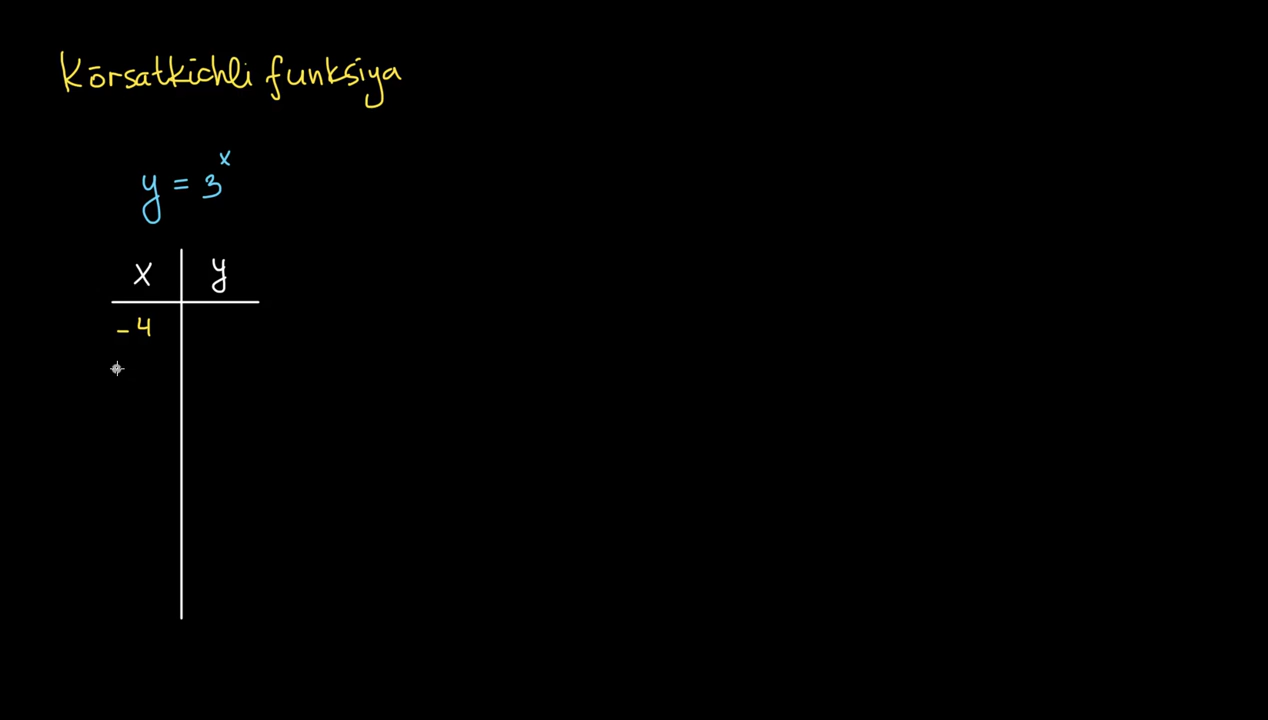 Kōrsatkichli funksiya
y = 3^x
x y
-4